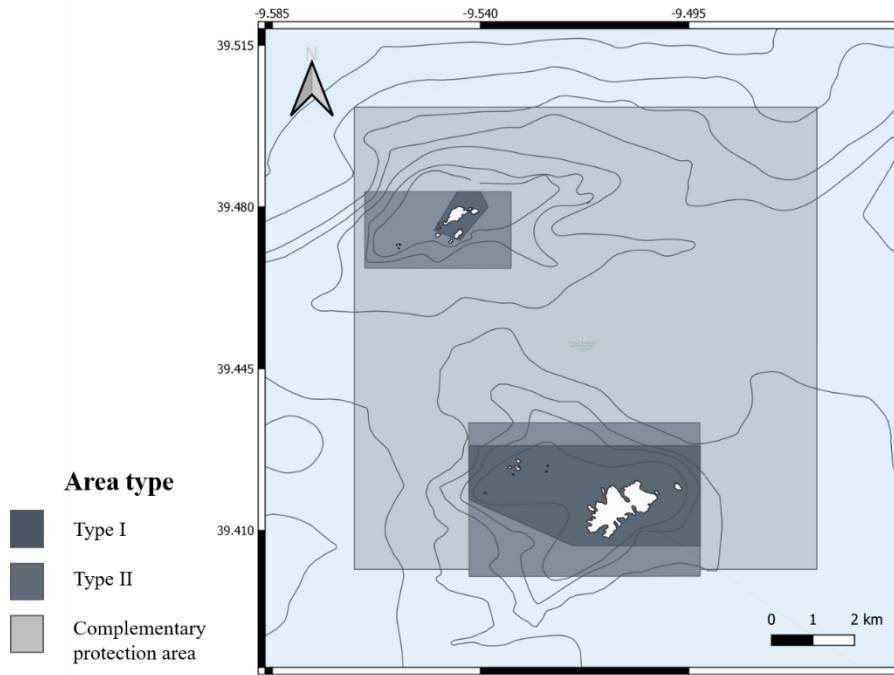 -9.585 -9.540 -9.495
39.515
N
39.480
39.445
39.410
Area type
Type I
Type II
Complementary
protection area
0 1 2 km